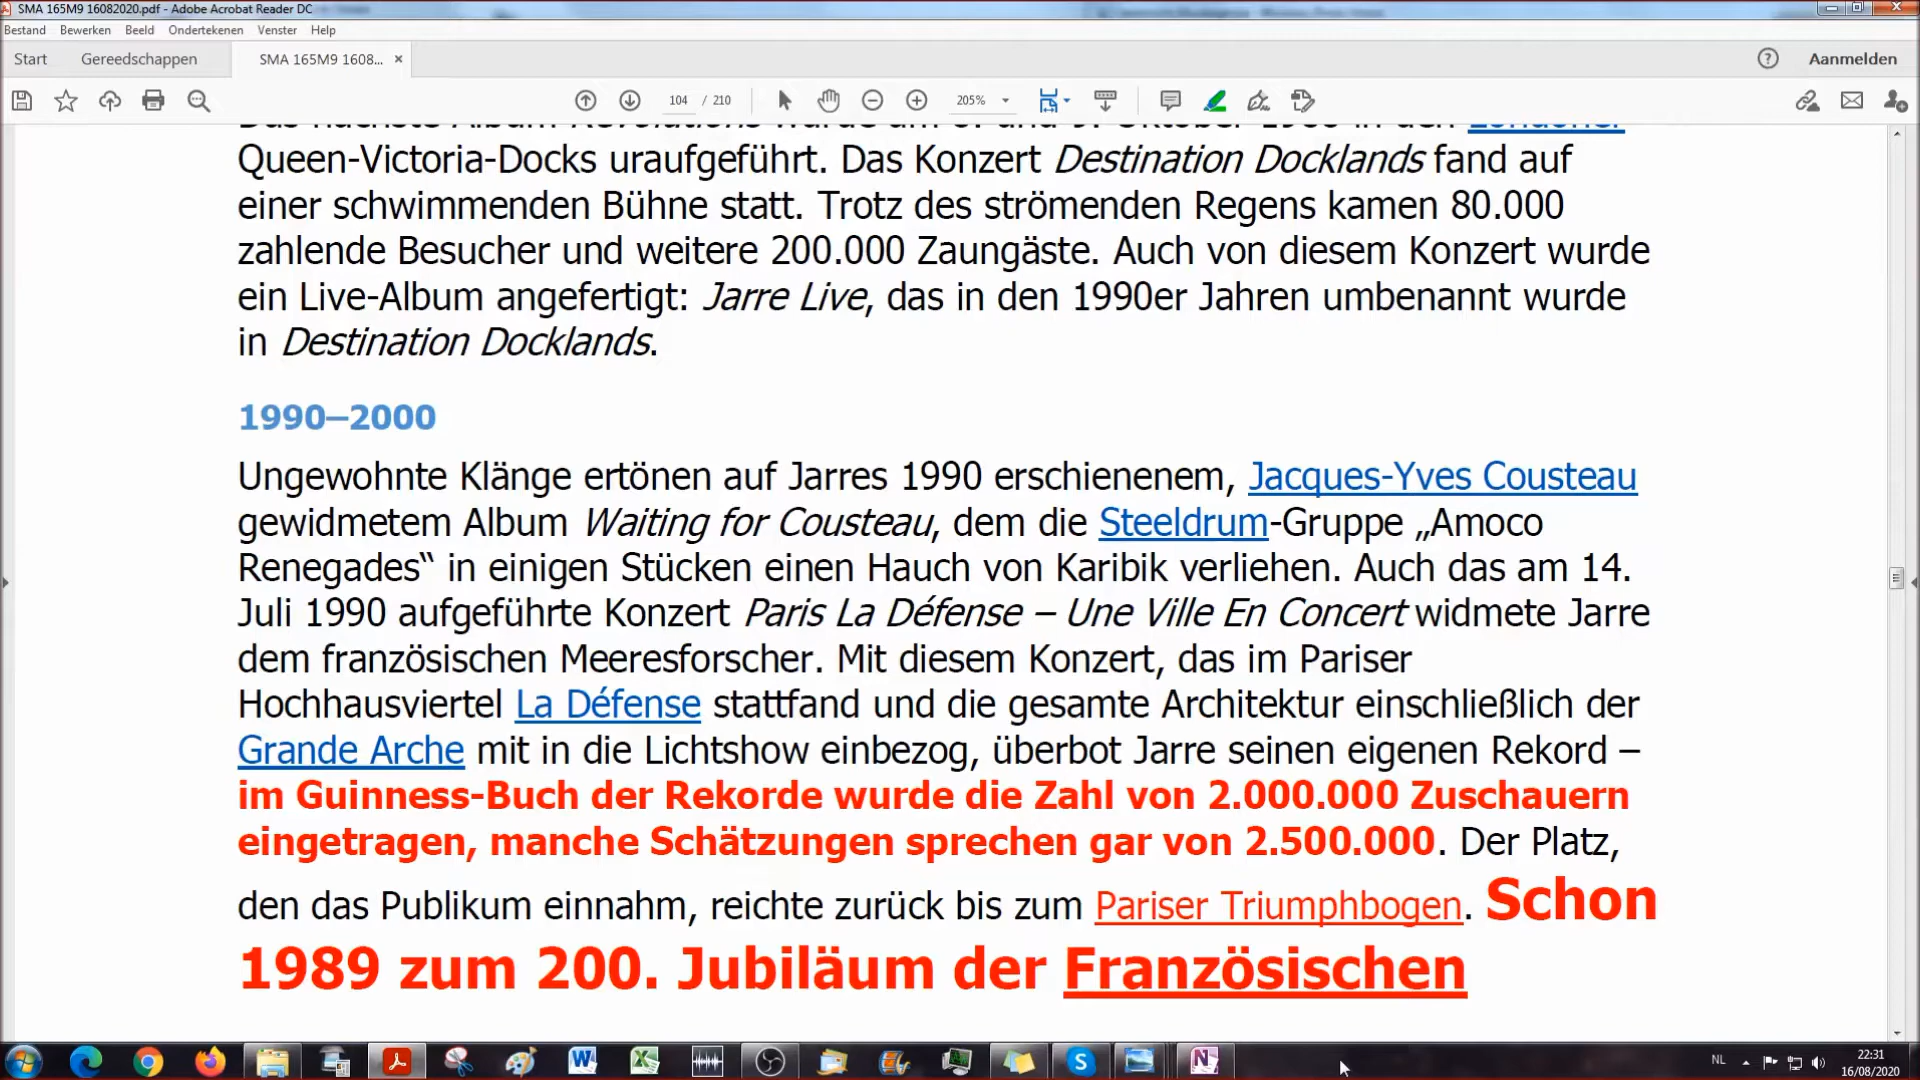 SMA 165M9 16082020.pdf - Adobe Acrobat Reader DC
Bestand Bewerken Beeld Ondertekenen Venster Help
Start Gereedschappen SMA 165M9 1608... × ? Aanmelden
104 / 210 205%
Queen-Victoria-Docks uraufgeführt. Das Konzert Destination Docklands fand auf
einer schwimmenden Bühne statt. Trotz des strömenden Regens kamen 80.000
zahlende Besucher und weitere 200.000 Zaungäste. Auch von diesem Konzert wurde
ein Live-Album angefertigt: Jarre Live, das in den 1990er Jahren umbenannt wurde
in Destination Docklands.
1990–2000
Ungewohnte Klänge ertönen auf Jarres 1990 erschienenem, Jacques-Yves Cousteau
gewidmetem Album Waiting for Cousteau, dem die Steeldrum-Gruppe „Amoco
Renegades“ in einigen Stücken einen Hauch von Karibik verliehen. Auch das am 14.
Juli 1990 aufgeführte Konzert Paris La Défense – Une Ville En Concert widmete Jarre
dem französischen Meeresforscher. Mit diesem Konzert, das im Pariser
Hochhausviertel La Défense stattfand und die gesamte Architektur einschließlich der
Grande Arche mit in die Lichtshow einbezog, überbot Jarre seinen eigenen Rekord –
im Guinness-Buch der Rekorde wurde die Zahl von 2.000.000 Zuschauern
eingetragen, manche Schätzungen sprechen gar von 2.500.000. Der Platz,
den das Publikum einnahm, reichte zurück bis zum Pariser Triumphbogen. Schon
1989 zum 200. Jubiläum der Französischen
NL 22:31
16/08/2020